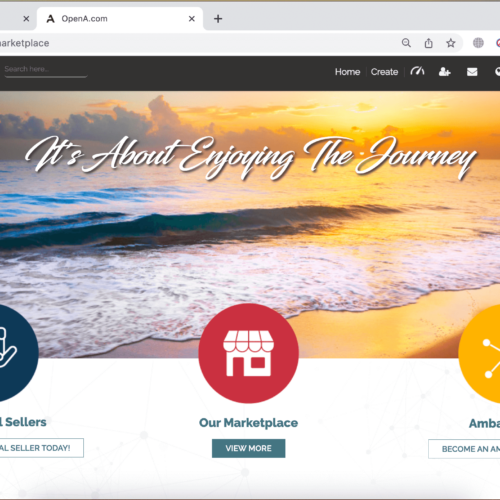 OpenA.com
marketplace
Search here..
Home Create
It's About Enjoying The Journey
l Sellers
Our Marketplace
Amba
AL SELLER TODAY!
VIEW MORE
BECOME AN AM